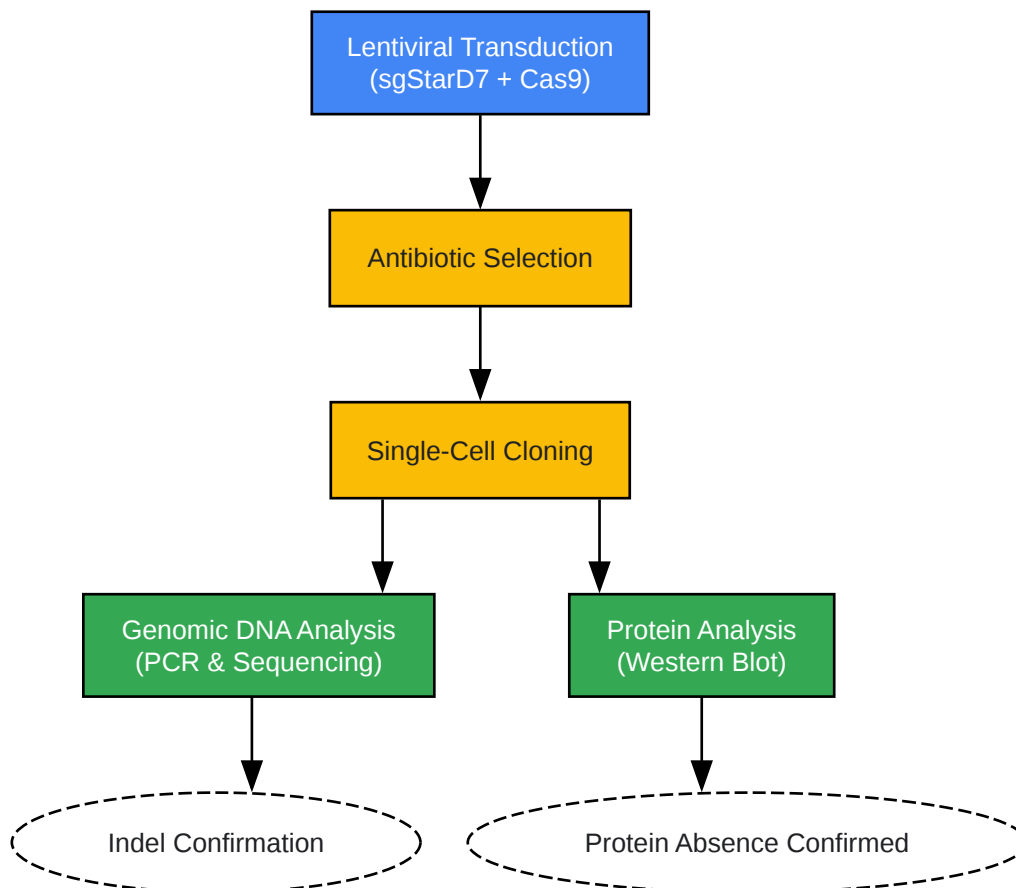 Lentiviral Transduction
(sgStarD7 + Cas9)
Antibiotic Selection
Single-Cell Cloning
Genomic DNA Analysis
(PCR & Sequencing)
Protein Analysis
(Western Blot)
Indel Confirmation
Protein Absence Confirmed